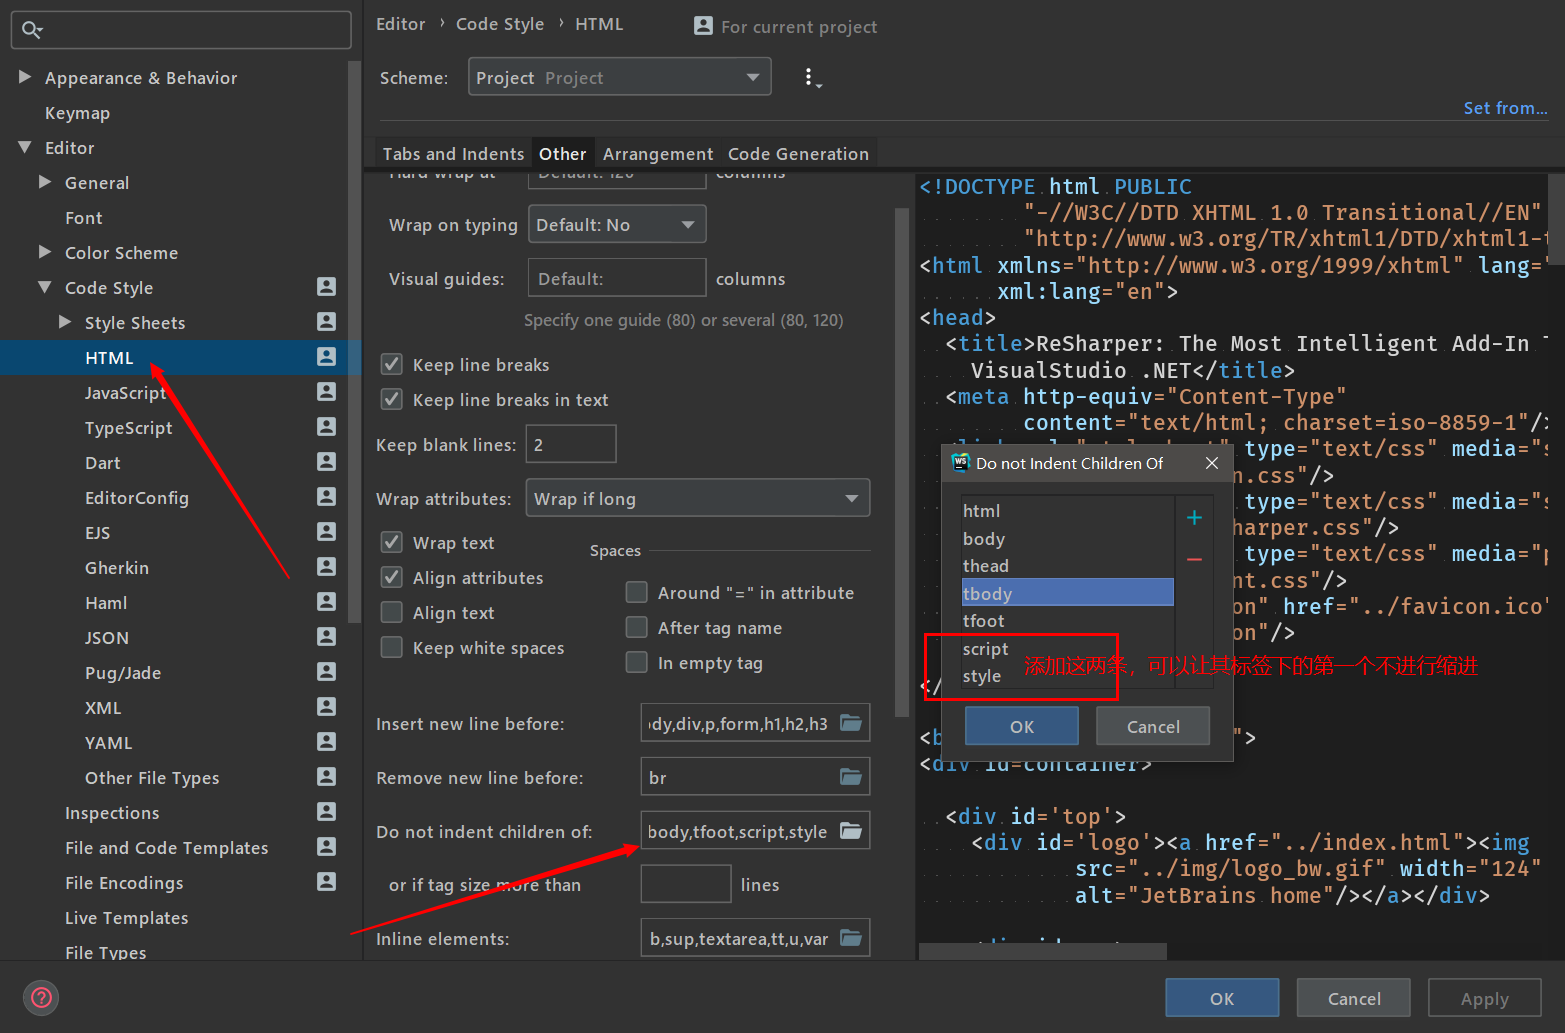 Editor › Code Style › HTML
For current project
Scheme: Project Project
Set from...
Appearance & Behavior
Keymap
Editor
General
Font
Color Scheme
Code Style
Style Sheets
HTML
JavaScript
TypeScript
Dart
EditorConfig
EJS
Gherkin
Haml
JSON
Pug/Jade
XML
YAML
Other File Types
Inspections
File and Code Templates
File Encodings
Live Templates
File Types
Tabs and Indents Other Arrangement Code Generation
Hard wrap at Default: 120 columns
Wrap on typing Default: No
Visual guides: Default: columns
Specify one guide (80) or several (80, 120)
Keep line breaks
Keep line breaks in text
Keep blank lines: 2
Wrap attributes: Wrap if long
Wrap text
Align attributes
Align text
Keep white spaces
Spaces
Around "=" in attribute
After tag name
In empty tag
Insert new line before: dy,div,p,form,h1,h2,h3
Remove new line before: br
Do not indent children of: body,tfoot,script,style
or if tag size more than lines
Inline elements: b,sup,textarea,tt,u,var
<!DOCTYPE html PUBLIC
"-//W3C//DTD XHTML 1.0 Transitional//EN"
"http://www.w3.org/TR/xhtml1/DTD/xhtml1-t
<html xmlns="http://www.w3.org/1999/xhtml" lang="
xml:lang="en">
<head>
<title>ReSharper: The Most Intelligent Add-In T
VisualStudio .NET</title>
<meta http-equiv="Content-Type"
content="text/html; charset=iso-8859-1"/>
type="text/css" media="s
n.css"/>
type="text/css" media="s
harper.css"/>
type="text/css" media="p
nt.css"/>
on" href="../favicon.ico"
on"/>
</
<b ">
<div id=container>
<div id='top'>
<div id='logo'><a href="../index.html"><img
src="../img/logo_bw.gif" width="124"
alt="JetBrains home"/></a></div>
WS Do not Indent Children Of
html
body
thead
tbody
tfoot
script
style
添加这两条，可以让其标签下的第一个不进行缩进
OK Cancel
OK Cancel Apply